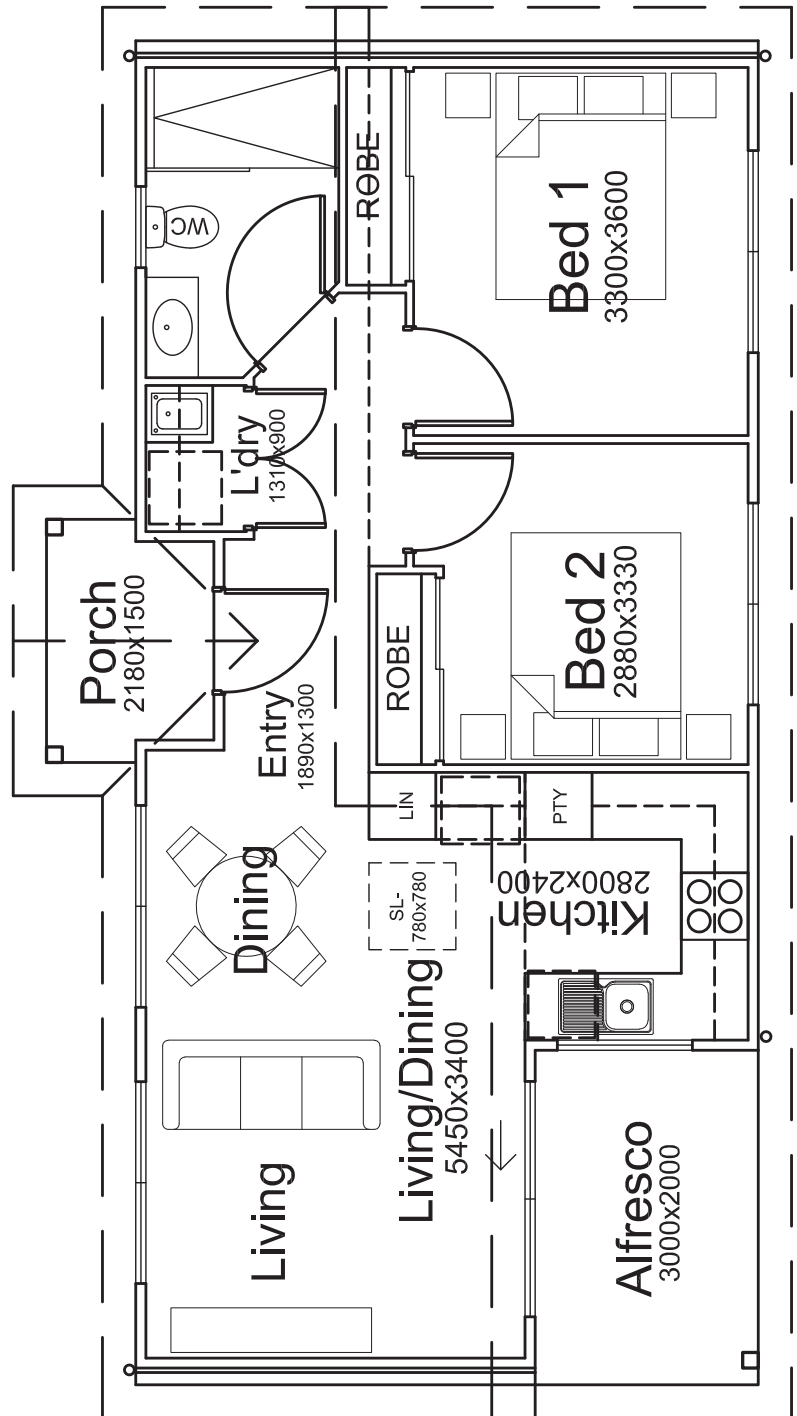 WC
ROBE
Bed 1
3300x3600
L'dry
1310x900
Porch
2180x1500
Entry
1890x1300
ROBE
Bed 2
2880x3330
LIN
PTY
Dining
SL-
780x780
Kitchen
2800x2400
Living/Dining
5450x3400
Living
Alfresco
3000x2000